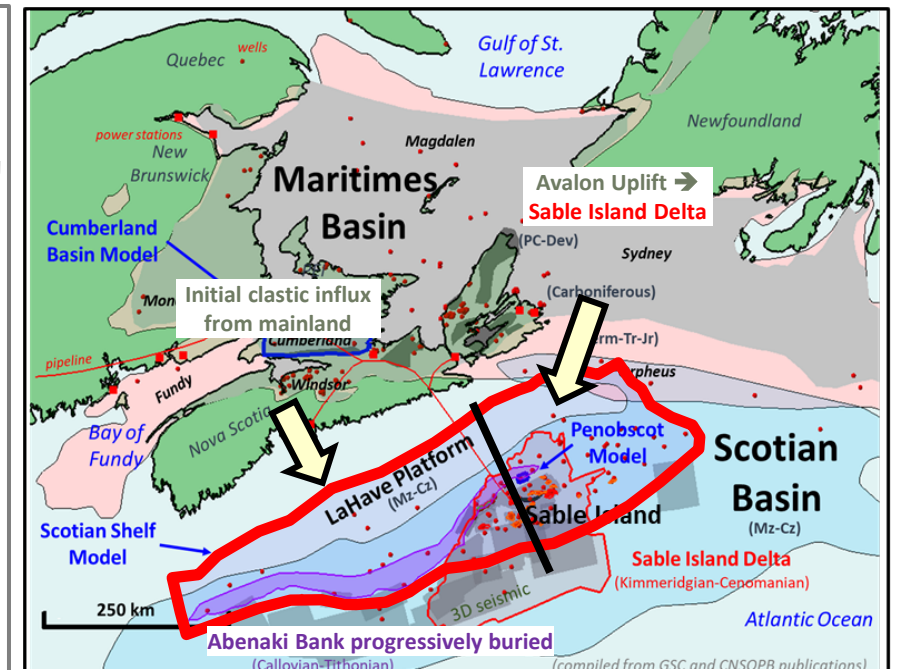 Gulf of St.
Lawrence
wells
Quebec
power stations
New
Brunswick
Magdalen
Newfoundland
Maritimes
Basin
Avalon Uplift ➔
Sable Island Delta
Cumberland
Basin Model
(PC-Dev)
Sydney
Initial clastic influx
from mainland
(Carboniferous)
Cumberland
pipeline
Fundy
Windsor
Bay of
Fundy
Nova Scotia
Penobscot
Model
LaHave Platform
(Mz-Cz)
Scotian
Basin
(Mz-Cz)
Scotian Shelf
Model
Sable Island
Sable Island Delta
(Kimmeridgian-Cenomanian)
3D seismic
250 km
Atlantic Ocean
Abenaki Bank progressively buried
(Callovian-Tithonian)
(compiled from GSC and CNSOPB publications)